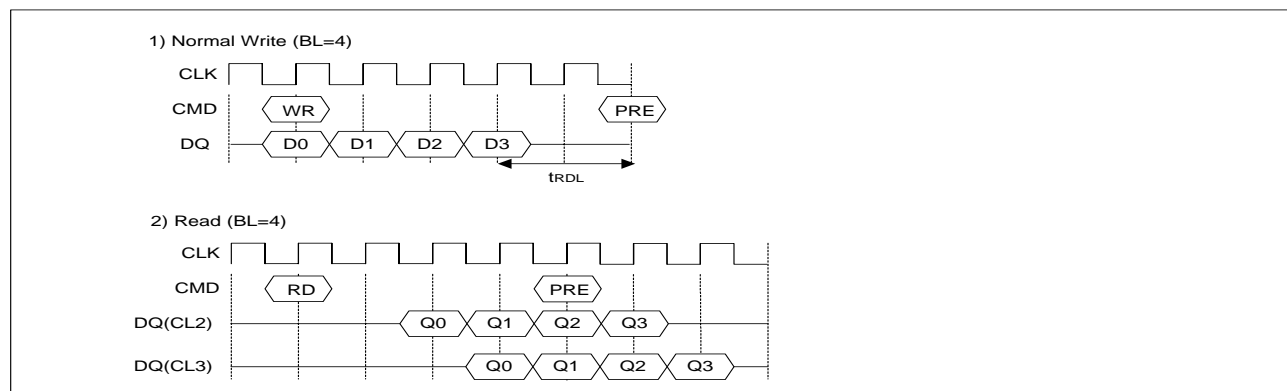 1) Normal Write (BL=4)
CLK
CMD WR PRE
DQ D0 D1 D2 D3
tRDL
2) Read (BL=4)
CLK
CMD RD PRE
DQ(CL2) Q0 Q1 Q2 Q3
DQ(CL3) Q0 Q1 Q2 Q3